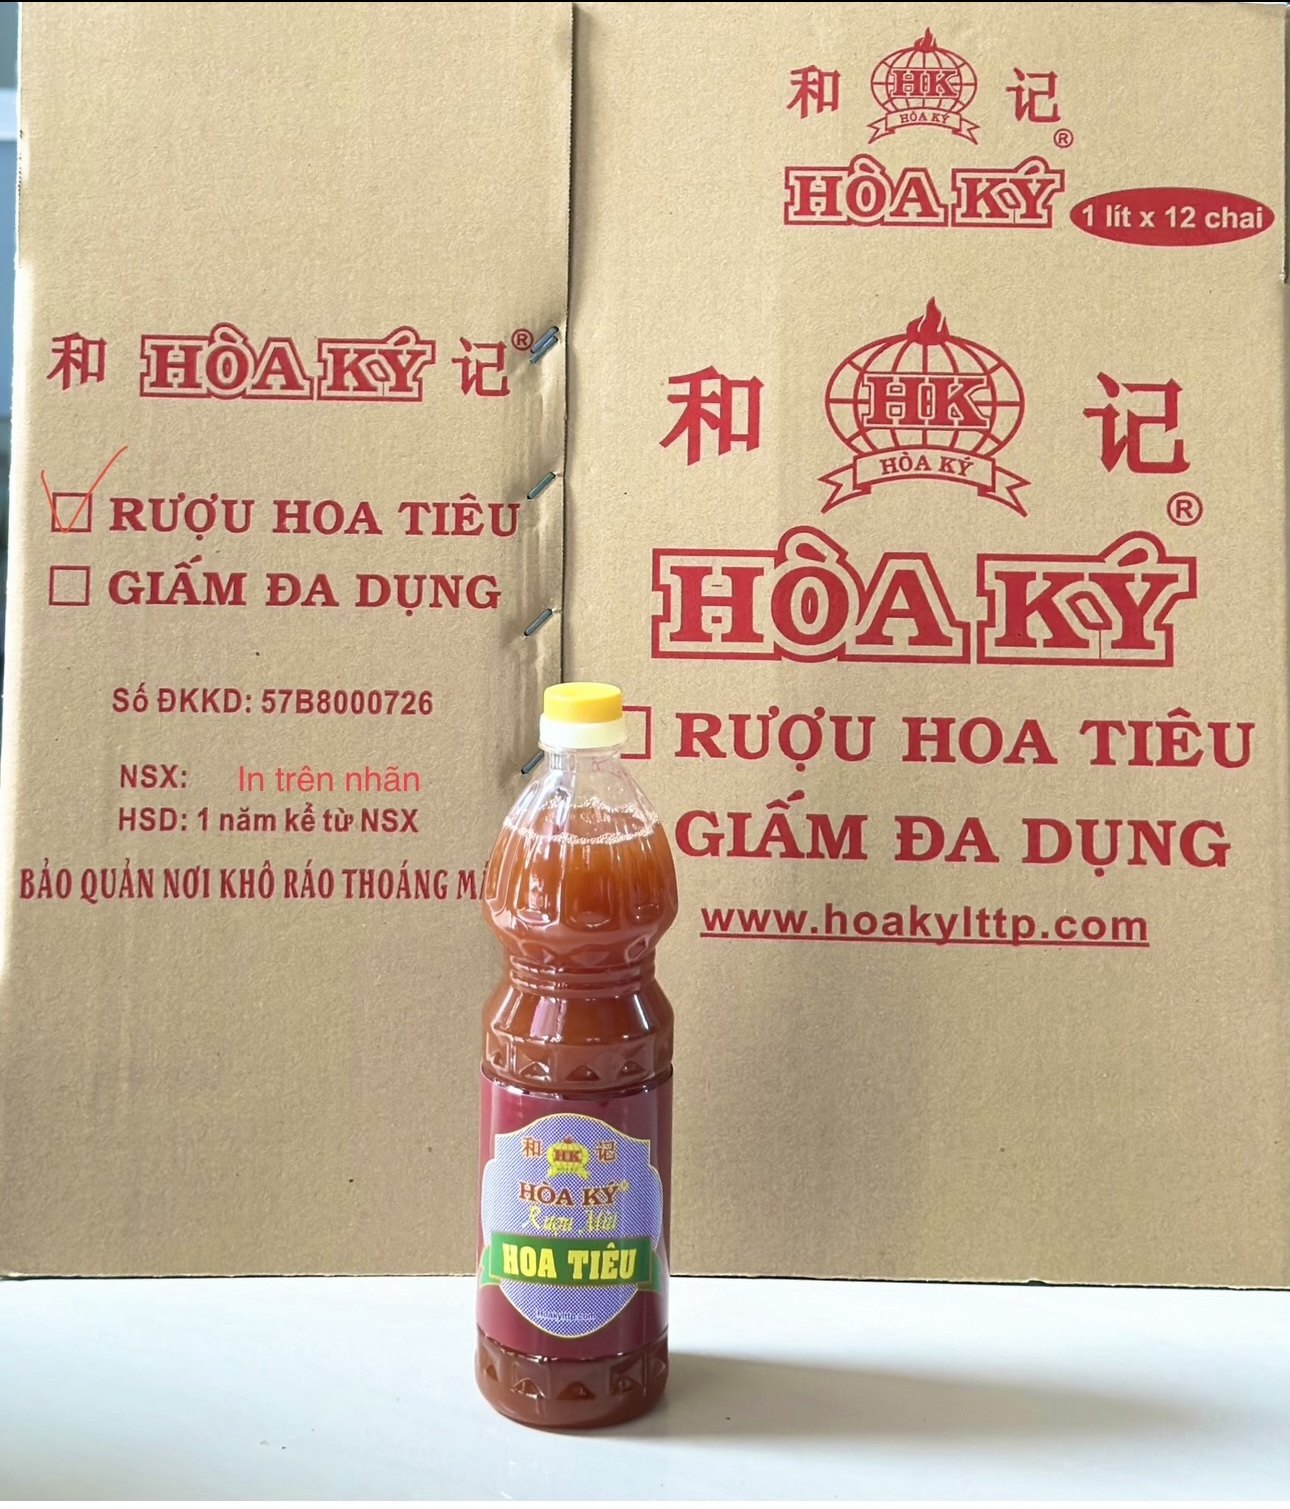 和 HK 记
HÒA KÝ
®
HÒA KÝ
1 lít x 12 chai
和 HÒA KÝ 记 ®
RƯỢU HOA TIÊU
GIẤM ĐA DỤNG
Số ĐKKD: 57B8000726
NSX: In trên nhãn
HSD: 1 năm kể từ NSX
BẢO QUẢN NƠI KHÔ RÁO THOÁNG
和 HK 记
HÒA KÝ
®
HÒA KÝ
RƯỢU HOA TIÊU
GIẤM ĐA DỤNG
www.hoakylttp.com
和 HK 记
HÒA KÝ
Rượu Mùi
HOA TIÊU
Hoakylttp.com